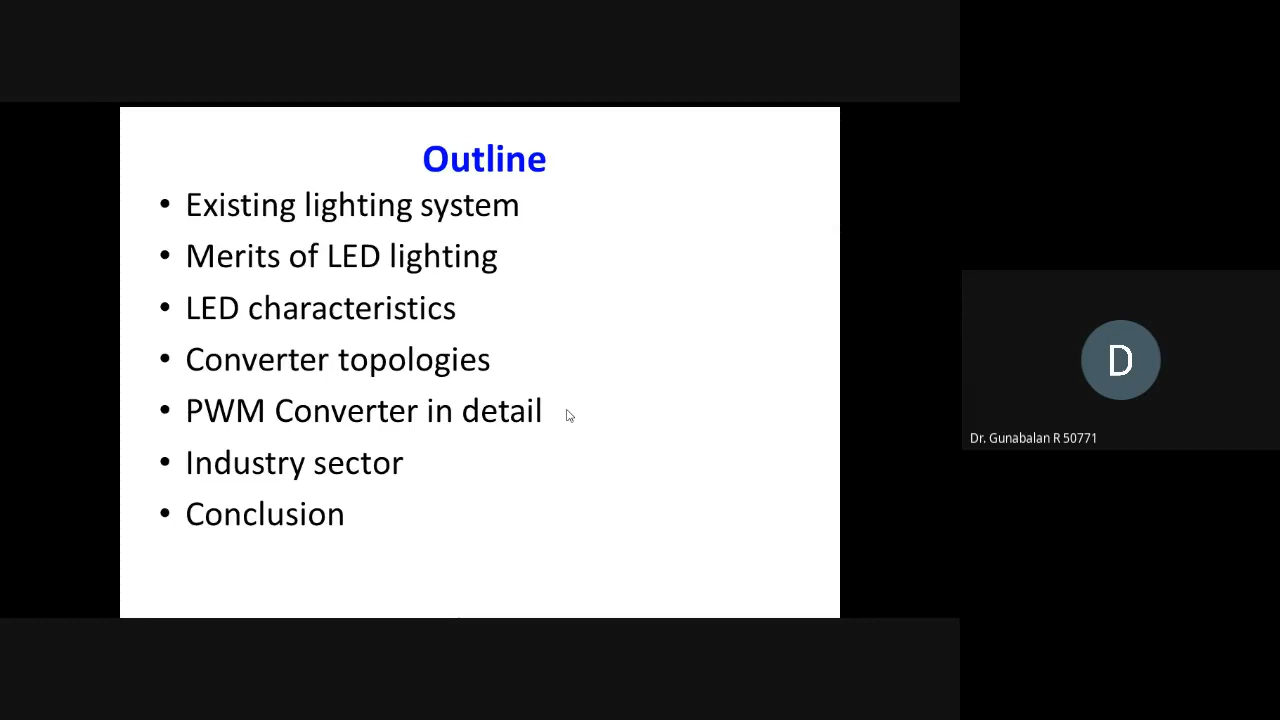 Outline
• Existing lighting system
• Merits of LED lighting
• LED characteristics
• Converter topologies
• PWM Converter in detail
• Industry sector
• Conclusion
D
Dr. Gunabalan R 50771